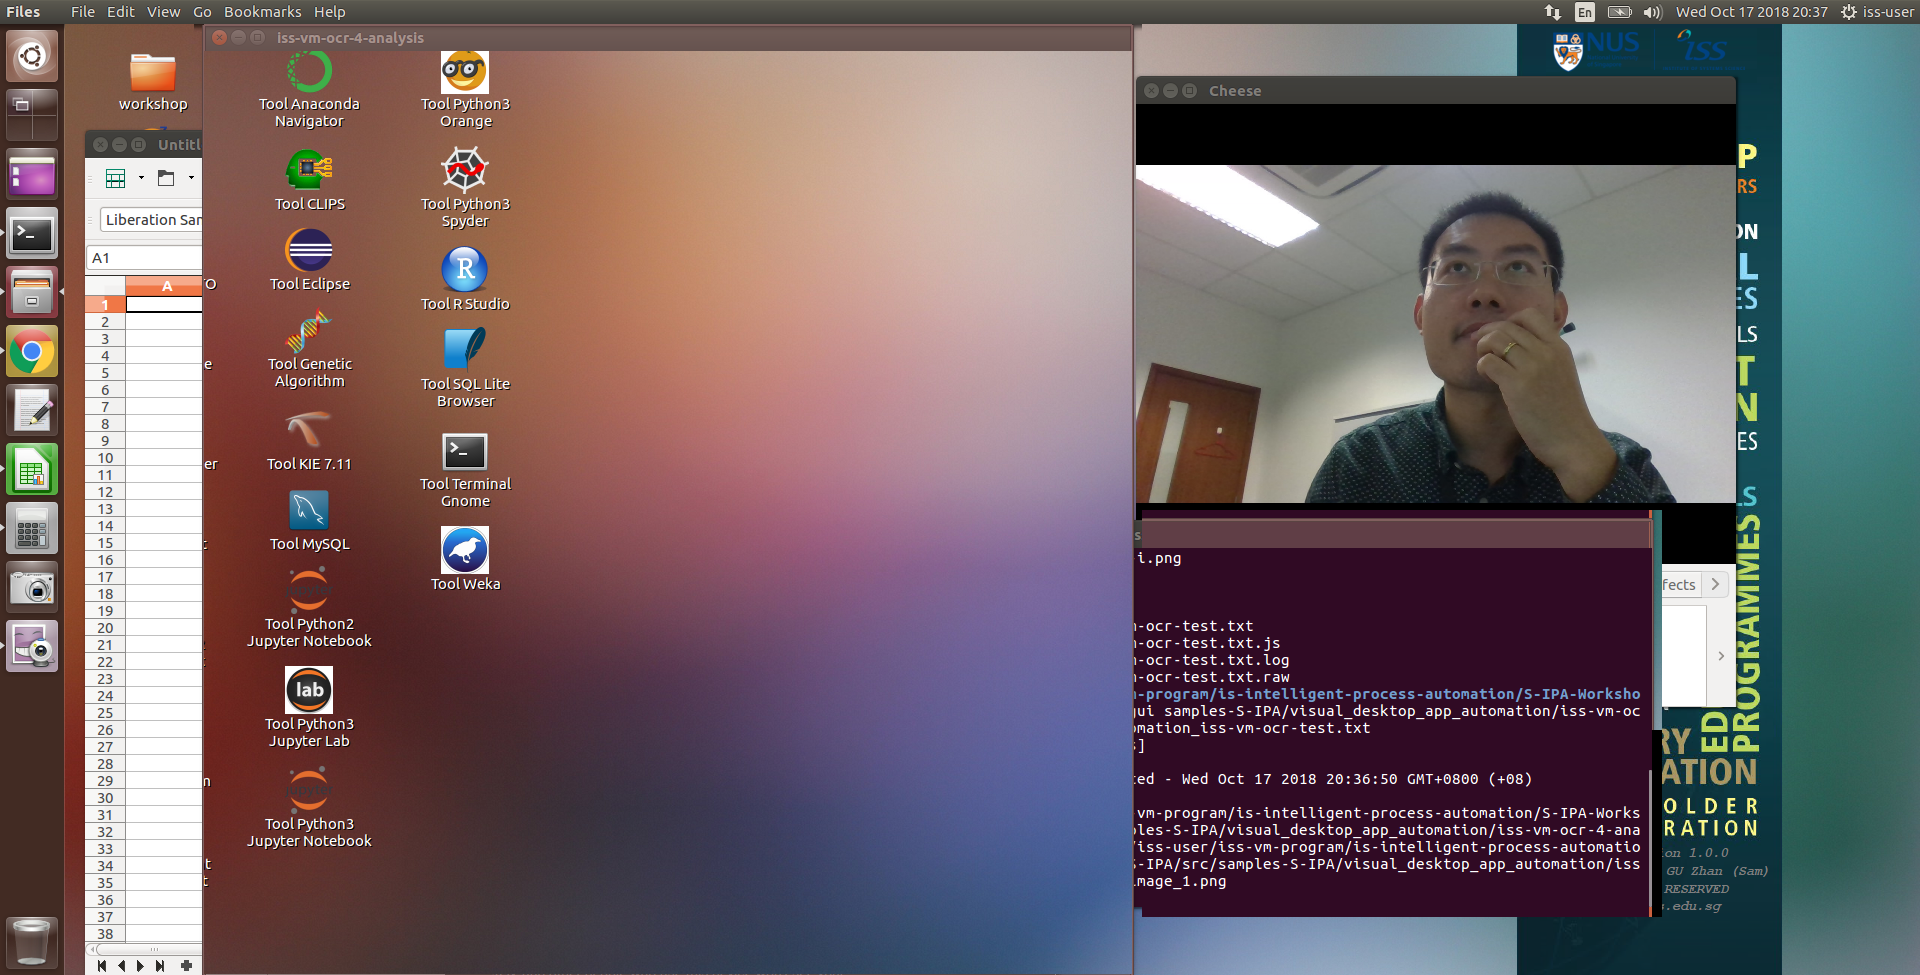 Files
File Edit View Go Bookmarks Help
En
Wed Oct 17 2018 20:37
iss-user
workshop
iss-vm-ocr-4-analysis
Tool Anaconda
Navigator
Tool CLIPS
Tool Eclipse
Tool Genetic
Algorithm
Tool KIE 7.11
Tool MySQL
Tool Python2
Jupyter Notebook
lab
Tool Python3
Jupyter Lab
Tool Python3
Jupyter Notebook
Tool Python3
Orange
Tool Python3
Spyder
R
Tool R Studio
Tool SQL Lite
Browser
Tool Terminal
Gnome
Tool Weka
Untitl
Liberation San
A1
A
1
2
3
4
5
6
7
8
9
10
11
12
13
14
15
16
17
18
19
20
21
22
23
24
25
26
27
28
29
30
31
32
33
34
35
36
37
38
NUS
ISS
Cheese
i.png
-ocr-test.txt
-ocr-test.txt.js
-ocr-test.txt.log
-ocr-test.txt.raw
-program/is-intelligent-process-automation/S-IPA-Worksho
gui samples-S-IPA/visual_desktop_app_automation/iss-vm-oc
omation_iss-vm-ocr-test.txt
]
ted - Wed Oct 17 2018 20:36:50 GMT+0800 (+08)
vm-program/is-intelligent-process-automation/S-IPA-Works
ples-S-IPA/visual_desktop_app_automation/iss-vm-ocr-4-ana
/iss-user/iss-vm-program/is-intelligent-process-automatio
S-IPA/src/samples-S-IPA/visual_desktop_app_automation/iss
image_1.png
fects
P
RS
ON
L
ES
LS
T
N
ES
LS
PROGRAMMES
ED
RY
ATION
OLDER
RATION
on 1.0.0
GU Zhan (Sam)
RESERVED
s.edu.sg